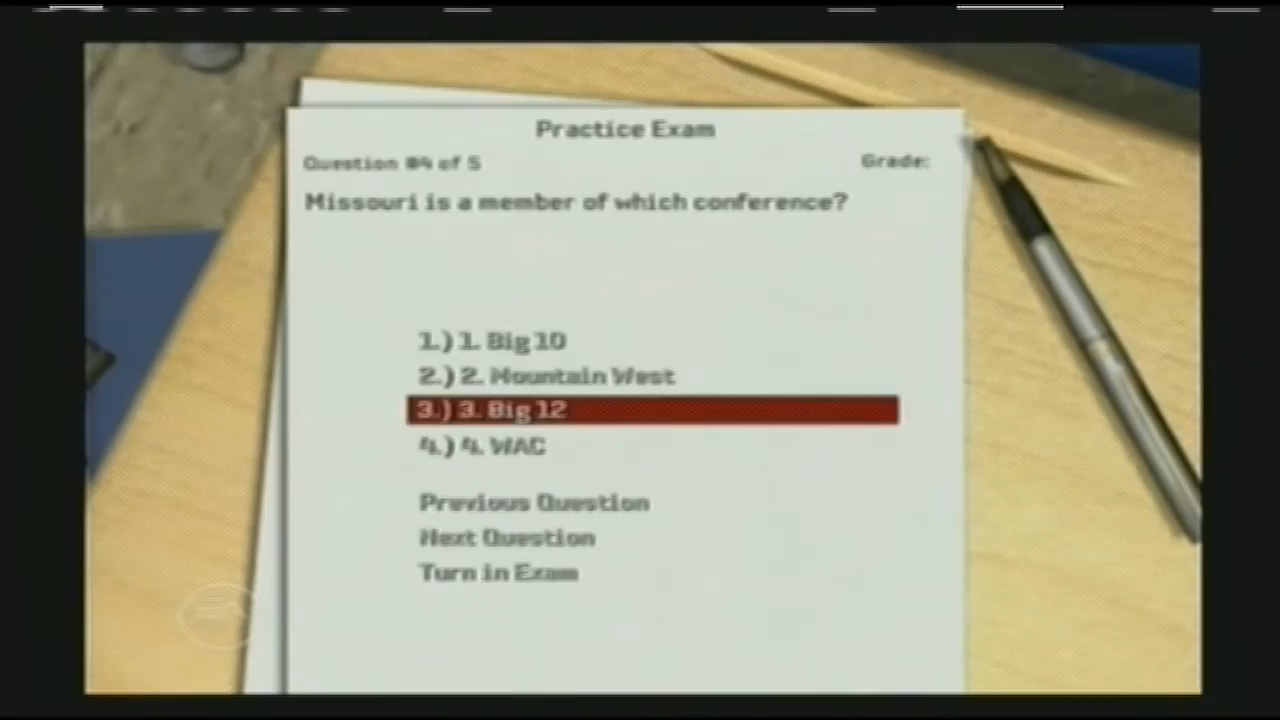 Practice Exam
Question #4 of 5
Grade:
Missouri is a member of which conference?
1.) 1. Big 10
2.) 2. Mountain West
3.) 3. Big 12
4.) 4. WAC
Previous Question
Next Question
Turn in Exam
EA